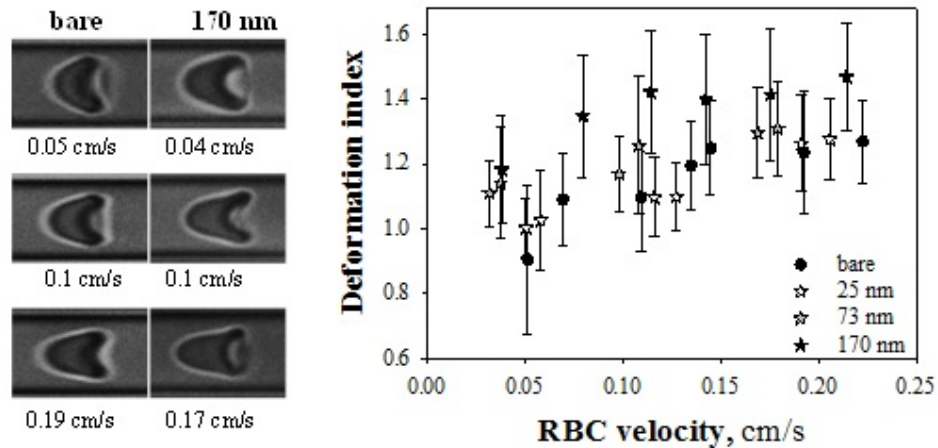 bare 170 nm
0.05 cm/s 0.04 cm/s
0.1 cm/s 0.1 cm/s
0.19 cm/s 0.17 cm/s
Deformation index
1.6
1.4
1.2
1.0
0.8
0.6
bare
25 nm
73 nm
170 nm
0.00 0.05 0.10 0.15 0.20 0.25
RBC velocity, cm/s